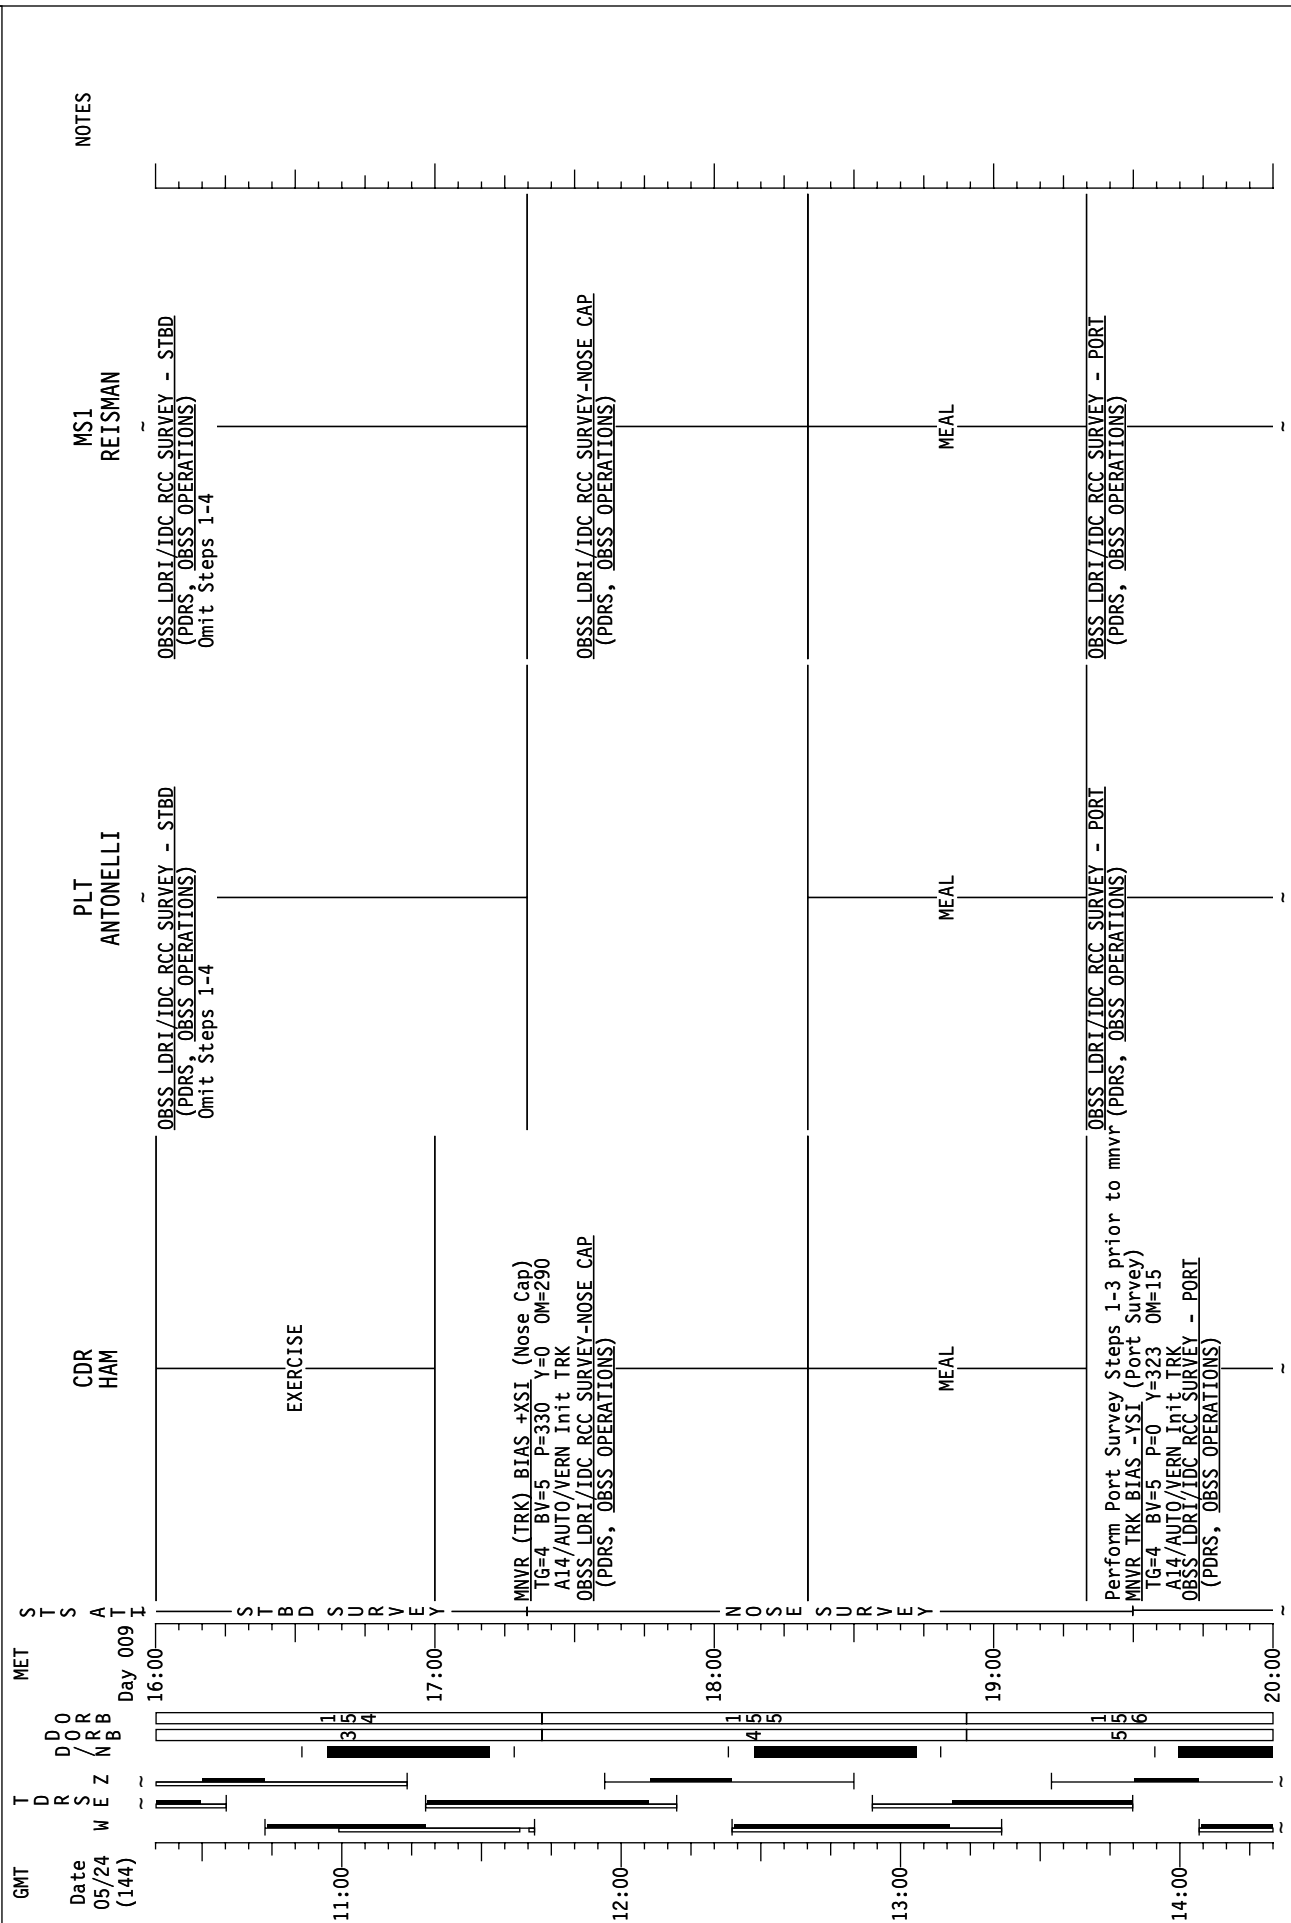 GMT
Date
05/24
(144)
11:00
12:00
13:00
14:00
T
D
R
S
W E Z
D D O
O R
/ R B
N B
3
4
5
154
155
156
MET
Day 009
16:00
17:00
18:00
19:00
20:00
STS ATT
STBD SURVEY
NOSE SURVEY
CDR
HAM
EXERCISE
MNVR (TRK) BIAS +XSI (Nose Cap)
TG=4 BV=5 P=330 Y=0 OM=290
A14/AUTO/VERN Init TRK
OBSS LDRI/IDC RCC SURVEY-NOSE CAP
(PDRS, OBSS OPERATIONS)
MEAL
Perform Port Survey Steps 1-3 prior to mnvr
MNVR TRK BIAS -YSI (Port Survey)
TG=4 BV=5 P=0 Y=323 OM=15
A14/AUTO/VERN Init TRK
OBSS LDRI/IDC RCC SURVEY - PORT
(PDRS, OBSS OPERATIONS)
PLT
ANTONELLI
~
OBSS LDRI/IDC RCC SURVEY - STBD
(PDRS, OBSS OPERATIONS)
Omit Steps 1-4
MEAL
OBSS LDRI/IDC RCC SURVEY - PORT
(PDRS, OBSS OPERATIONS)
~
MS1
REISMAN
~
OBSS LDRI/IDC RCC SURVEY - STBD
(PDRS, OBSS OPERATIONS)
Omit Steps 1-4
OBSS LDRI/IDC RCC SURVEY-NOSE CAP
(PDRS, OBSS OPERATIONS)
MEAL
OBSS LDRI/IDC RCC SURVEY - PORT
(PDRS, OBSS OPERATIONS)
~
NOTES